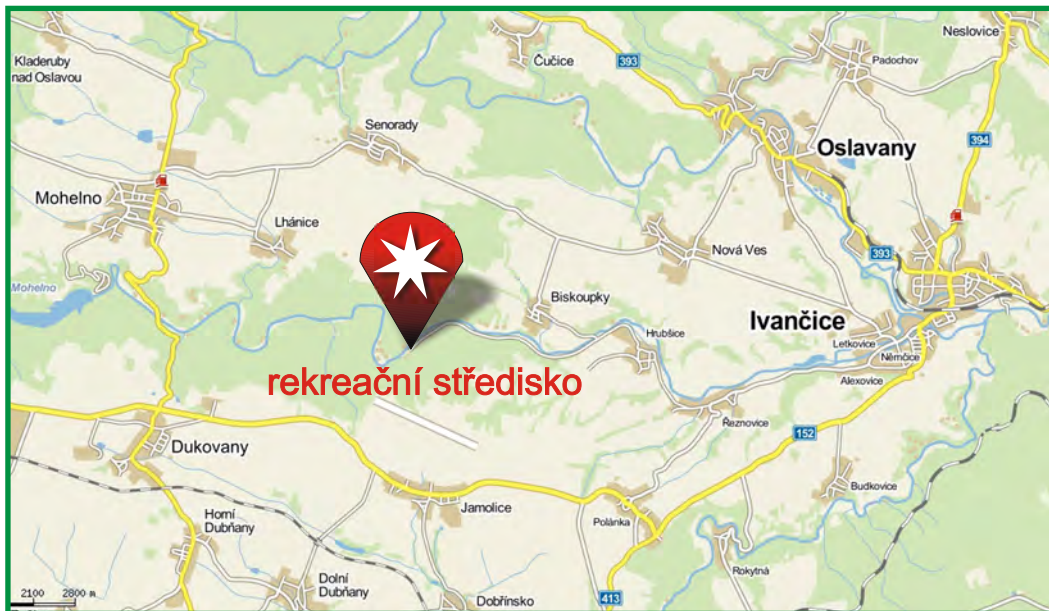 Neslovice
Kladeruby
nad Oslavou
Čučice
393
Padochov
Senorady
Oslavany
394
Mohelno
Lhánice
Nová Ves
393
Mohelno
Biskoupky
Ivančice
Hrubšice
Letkovice
Němčice
Alexovice
rekreační středisko
Řeznovice
152
Dukovany
Budkovice
Jamolice
Polánka
Horní
Dubňany
Rokytná
Dolní
Dubňany
2100 2800 m
Dobřínsko
413